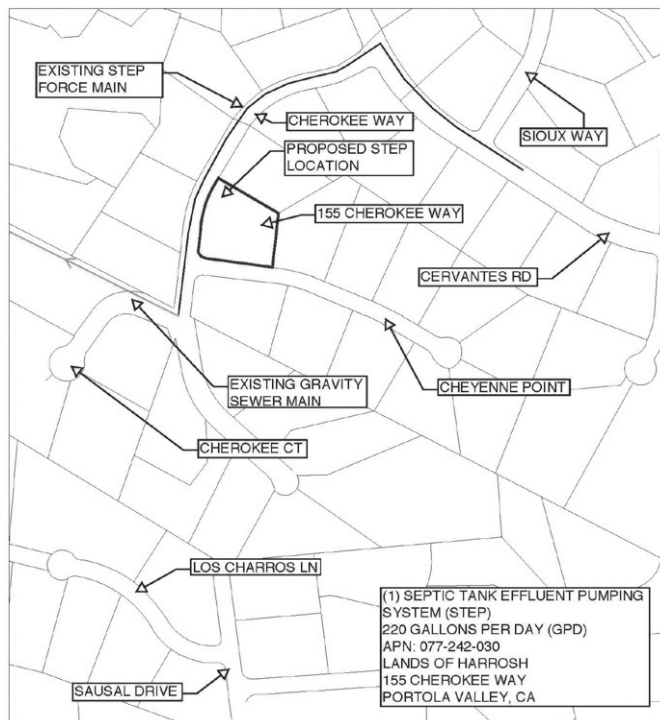 EXISTING STEP
FORCE MAIN
CHEROKEE WAY
SIOUX WAY
PROPOSED STEP
LOCATION
155 CHEROKEE WAY
CERVANTES RD
EXISTING GRAVITY
SEWER MAIN
CHEYENNE POINT
CHEROKEE CT
LOS CHARROS LN
SAUSAL DRIVE
(1) SEPTIC TANK EFFLUENT PUMPING
SYSTEM (STEP)
220 GALLONS PER DAY (GPD)
APN: 077-242-030
LANDS OF HARROSH
155 CHEROKEE WAY
PORTOLA VALLEY, CA